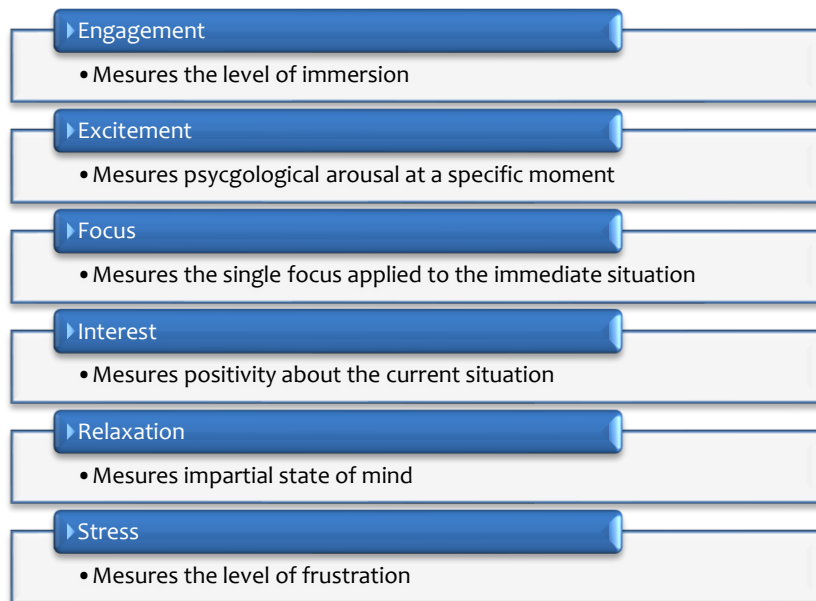 Engagement
•Mesures the level of immersion
Excitement
•Mesures psycgological arousal at a specific moment
Focus
•Mesures the single focus applied to the immediate situation
Interest
•Mesures positivity about the current situation
Relaxation
•Mesures impartial state of mind
Stress
•Mesures the level of frustration